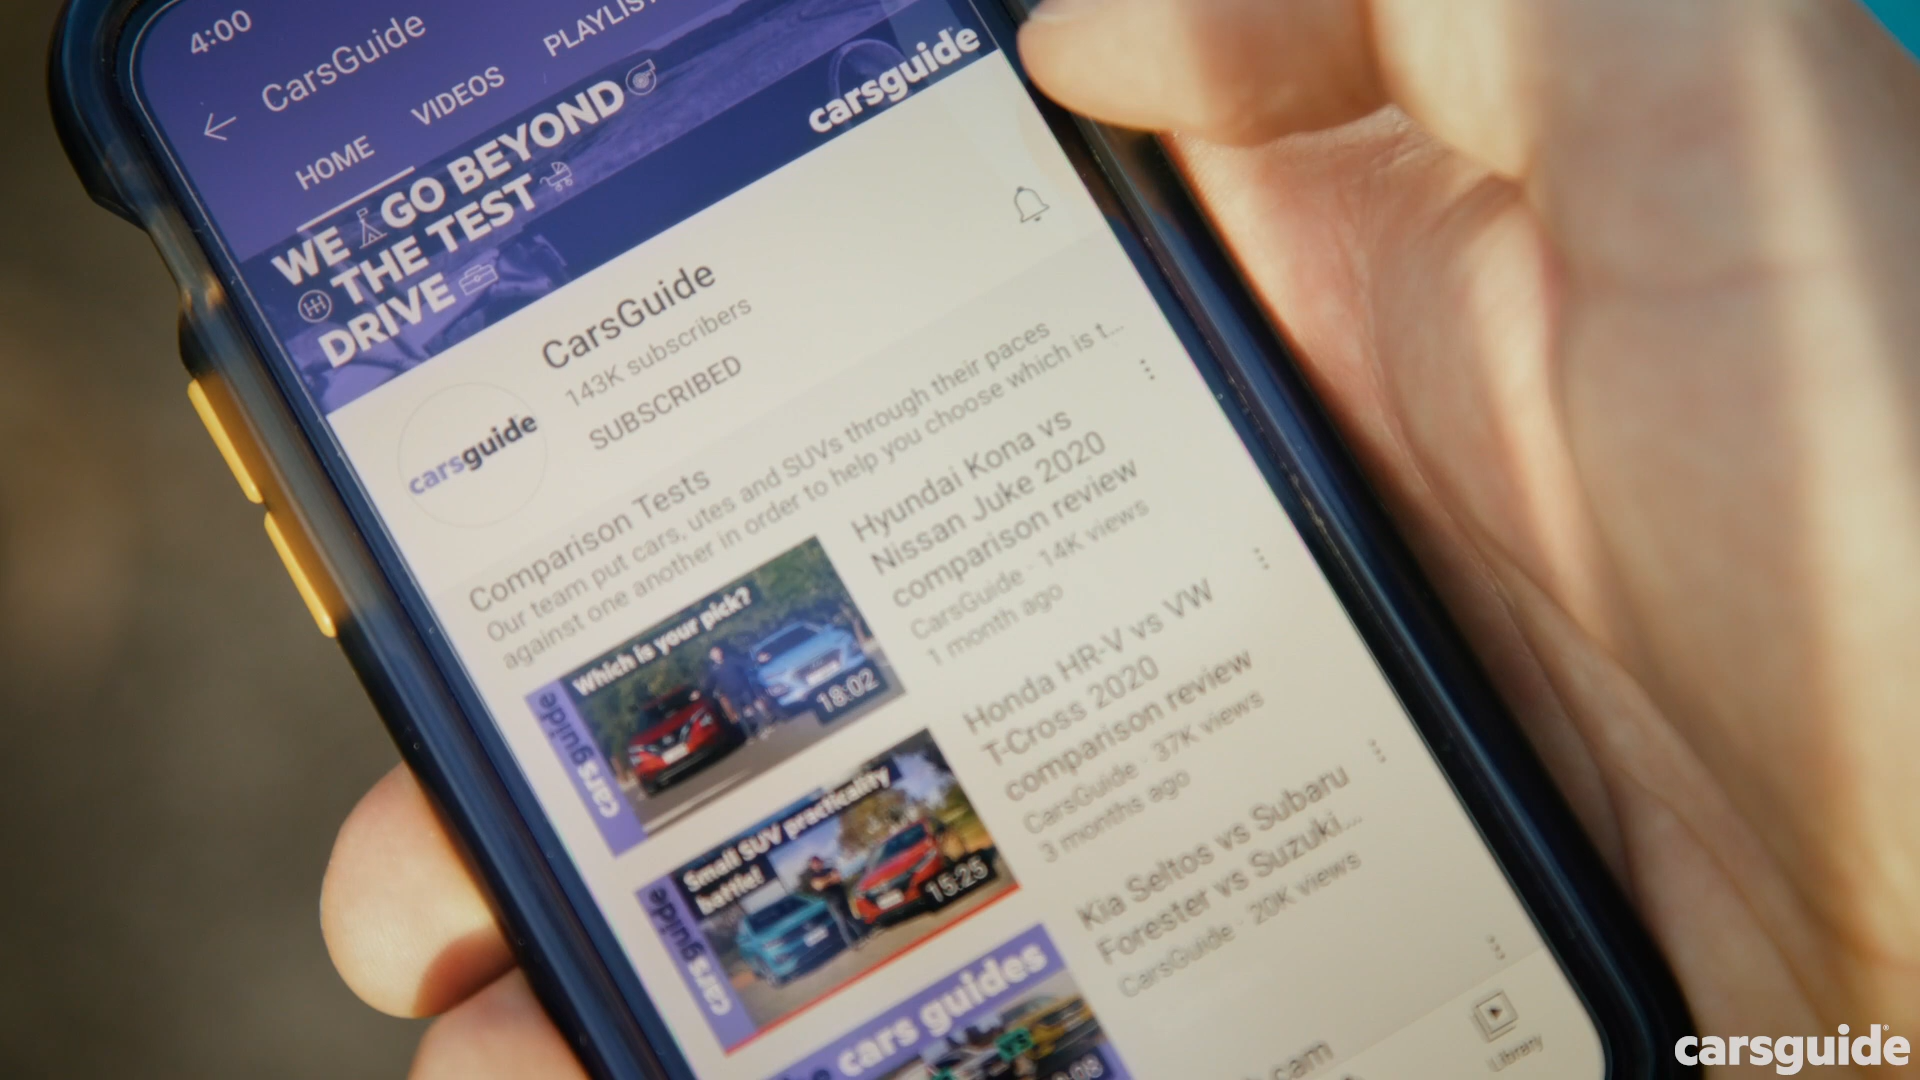 4:00
CarsGuide
HOME
VIDEOS
WE GO BEYOND
THE TEST
DRIVE
carsguide
CarsGuide
143K subscribers
SUBSCRIBED
carsguide
Comparison Tests
Our team put cars, utes and SUVs through their paces
against one another in order to help you choose which is t...
Which is your pick?
carsguide
18:02
Hyundai Kona vs
Nissan Juke 2020
comparison review
CarsGuide · 14K views
1 month ago
Small SUV practicality
battle!
carsguide
15:25
Honda HR-V vs VW
T-Cross 2020
comparison review
CarsGuide · 37K views
3 months ago
cars guides
VS
Kia Seltos vs Subaru
Forester vs Suzuki...
CarsGuide · 20K views
cam
Library
carsguide